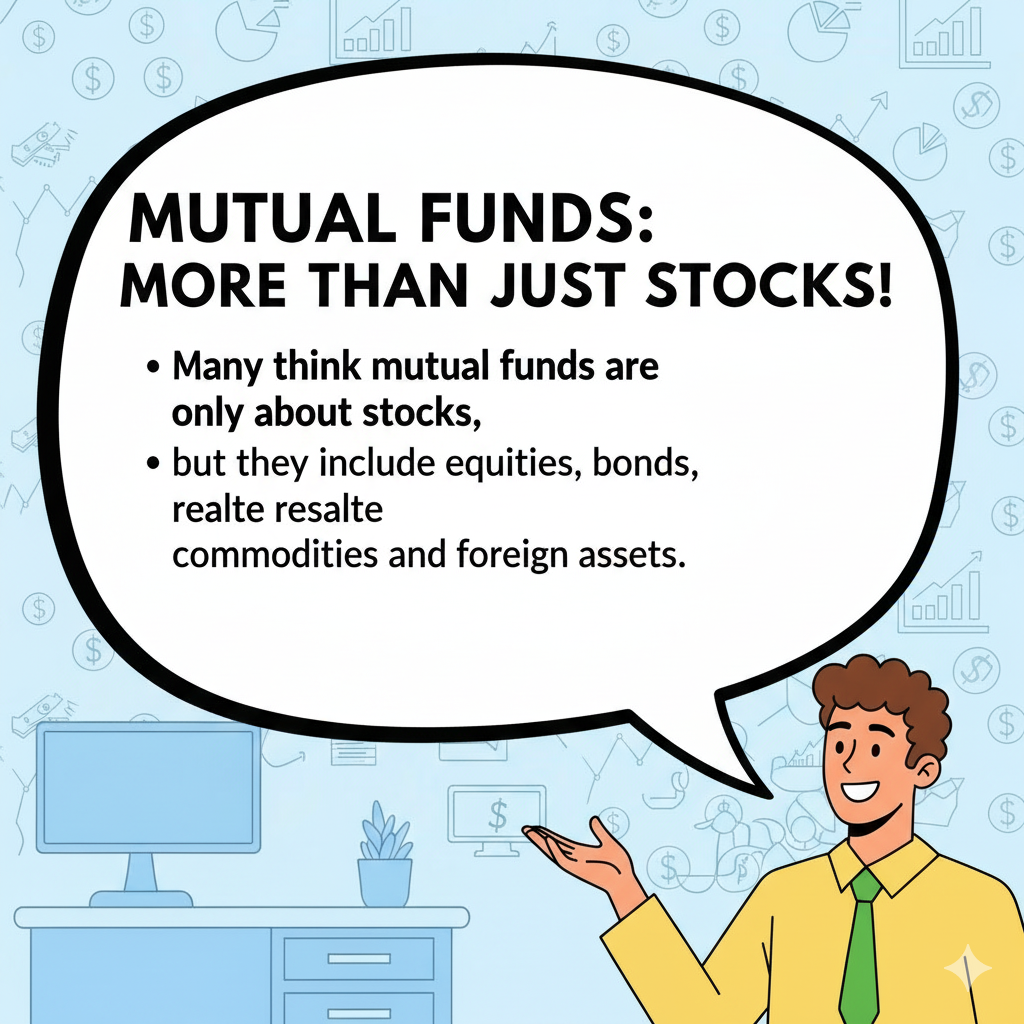 MUTUAL FUNDS:
MORE THAN JUST STOCKS!
• Many think mutual funds are
only about stocks,
• but they include equities, bonds,
realte resalte
commodities and foreign assets.